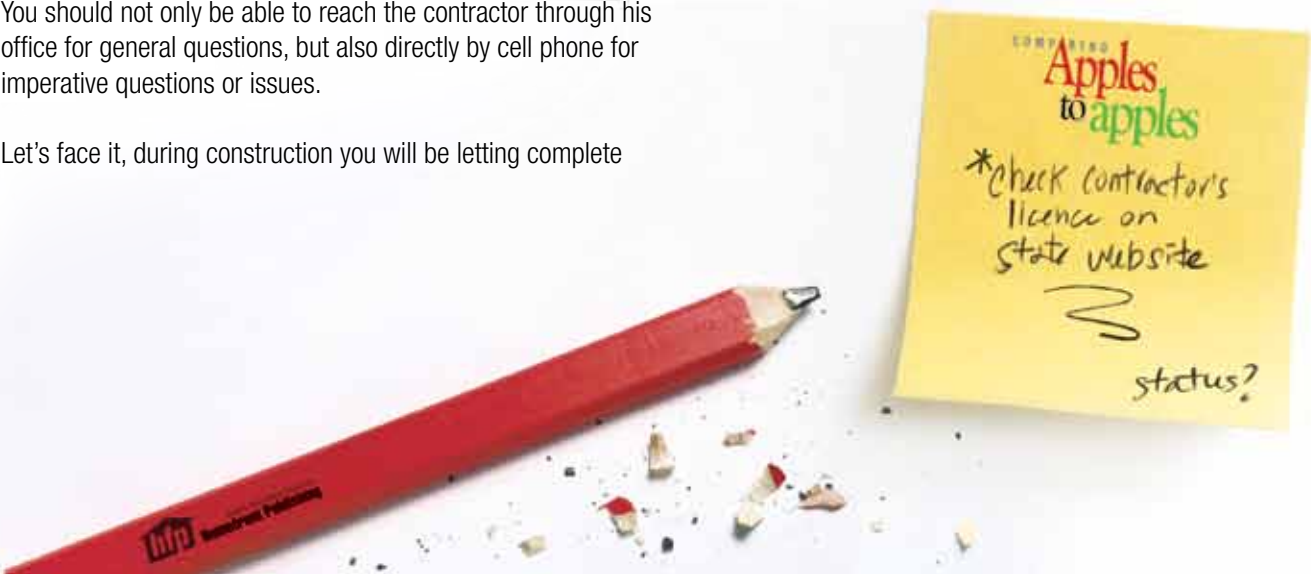 You should not only be able to reach the contractor through his
office for general questions, but also directly by cell phone for
imperative questions or issues.
Let's face it, during construction you will be letting complete
COMPARING
Apples
to apples
*Check contractor's
licence on
state website
status?
hfp